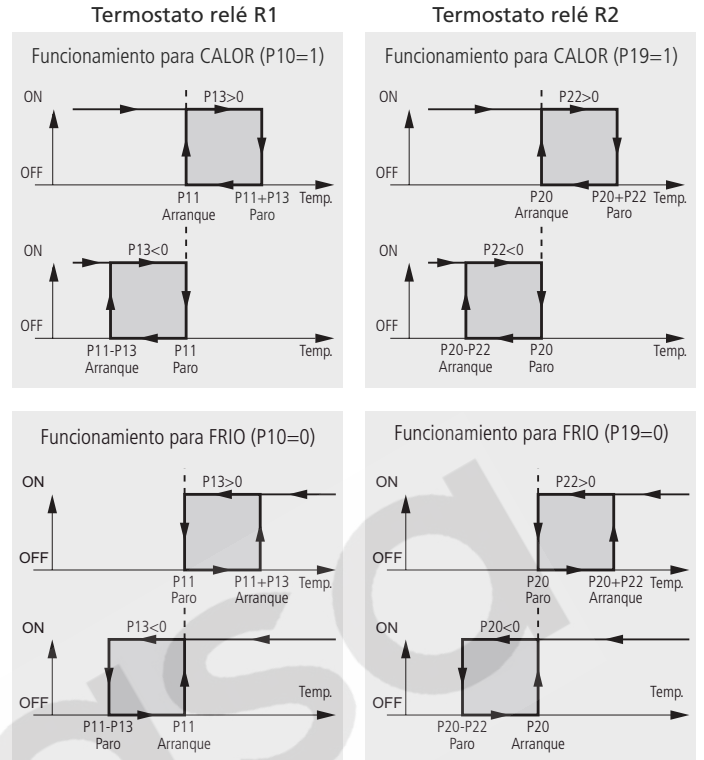 Termostato relé R1
Funcionamiento para CALOR (P10=1)
ON
P13>0
OFF
P11
P11+P13
Temp.
Arranque
Paro
ON
P13<0
OFF
P11-P13
P11
Temp.
Arranque
Paro
Termostato relé R2
Funcionamiento para CALOR (P19=1)
ON
P22>0
OFF
P20
P20+P22
Temp.
Arranque
Paro
ON
P22<0
OFF
P20-P22
P20
Temp.
Arranque
Paro
Funcionamiento para FRIO (P10=0)
ON
P13>0
OFF
P11
P11+P13
Temp.
Paro
Arranque
ON
P13<0
Temp.
OFF
P11-P13
P11
Paro
Arranque
Funcionamiento para FRIO (P19=0)
ON
P22>0
OFF
P20
P20+P22
Temp.
Paro
Arranque
ON
P20<0
Temp.
OFF
P20-P22
P20
Paro
Arranque